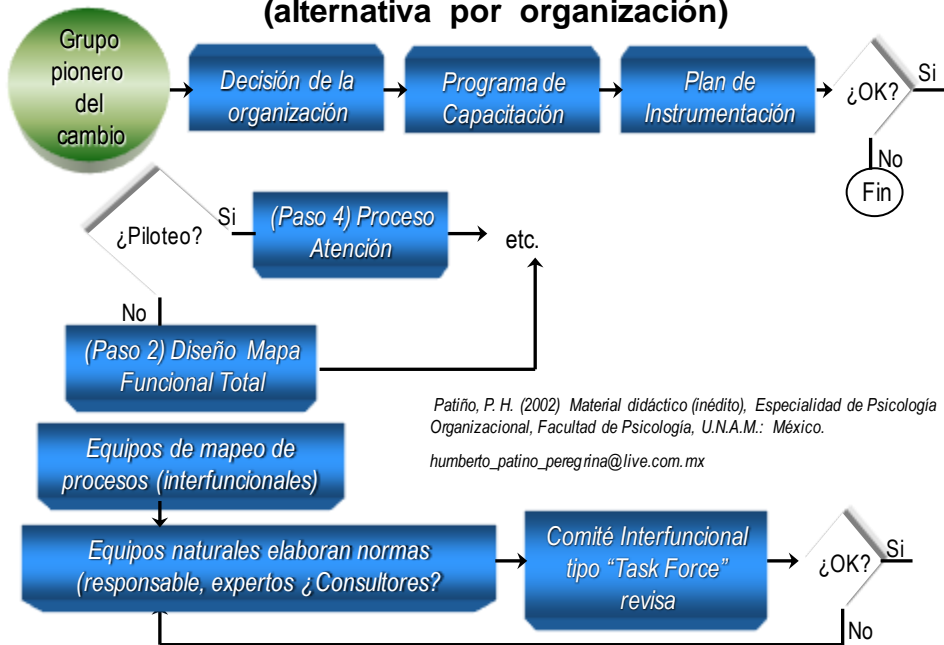 (alternativa por organización)
Grupo
pionero
del
cambio
Decisión de la
organización
Programa de
Capacitación
Plan de
Instrumentación
¿OK?
Si
No
Fin
¿Piloteo?
Si
(Paso 4) Proceso
Atención
etc.
No
(Paso 2) Diseño Mapa
Funcional Total
Patiño, P. H. (2002) Material didáctico (inédito), Especialidad de Psicología
Organizacional, Facultad de Psicología, U.N.A.M.: México.
humberto_patino_peregrina@live.com.mx
Equipos de mapeo de
procesos (interfuncionales)
Equipos naturales elaboran normas
(responsable, expertos ¿Consultores?
Comité Interfuncional
tipo “Task Force”
revisa
¿OK?
Si
No